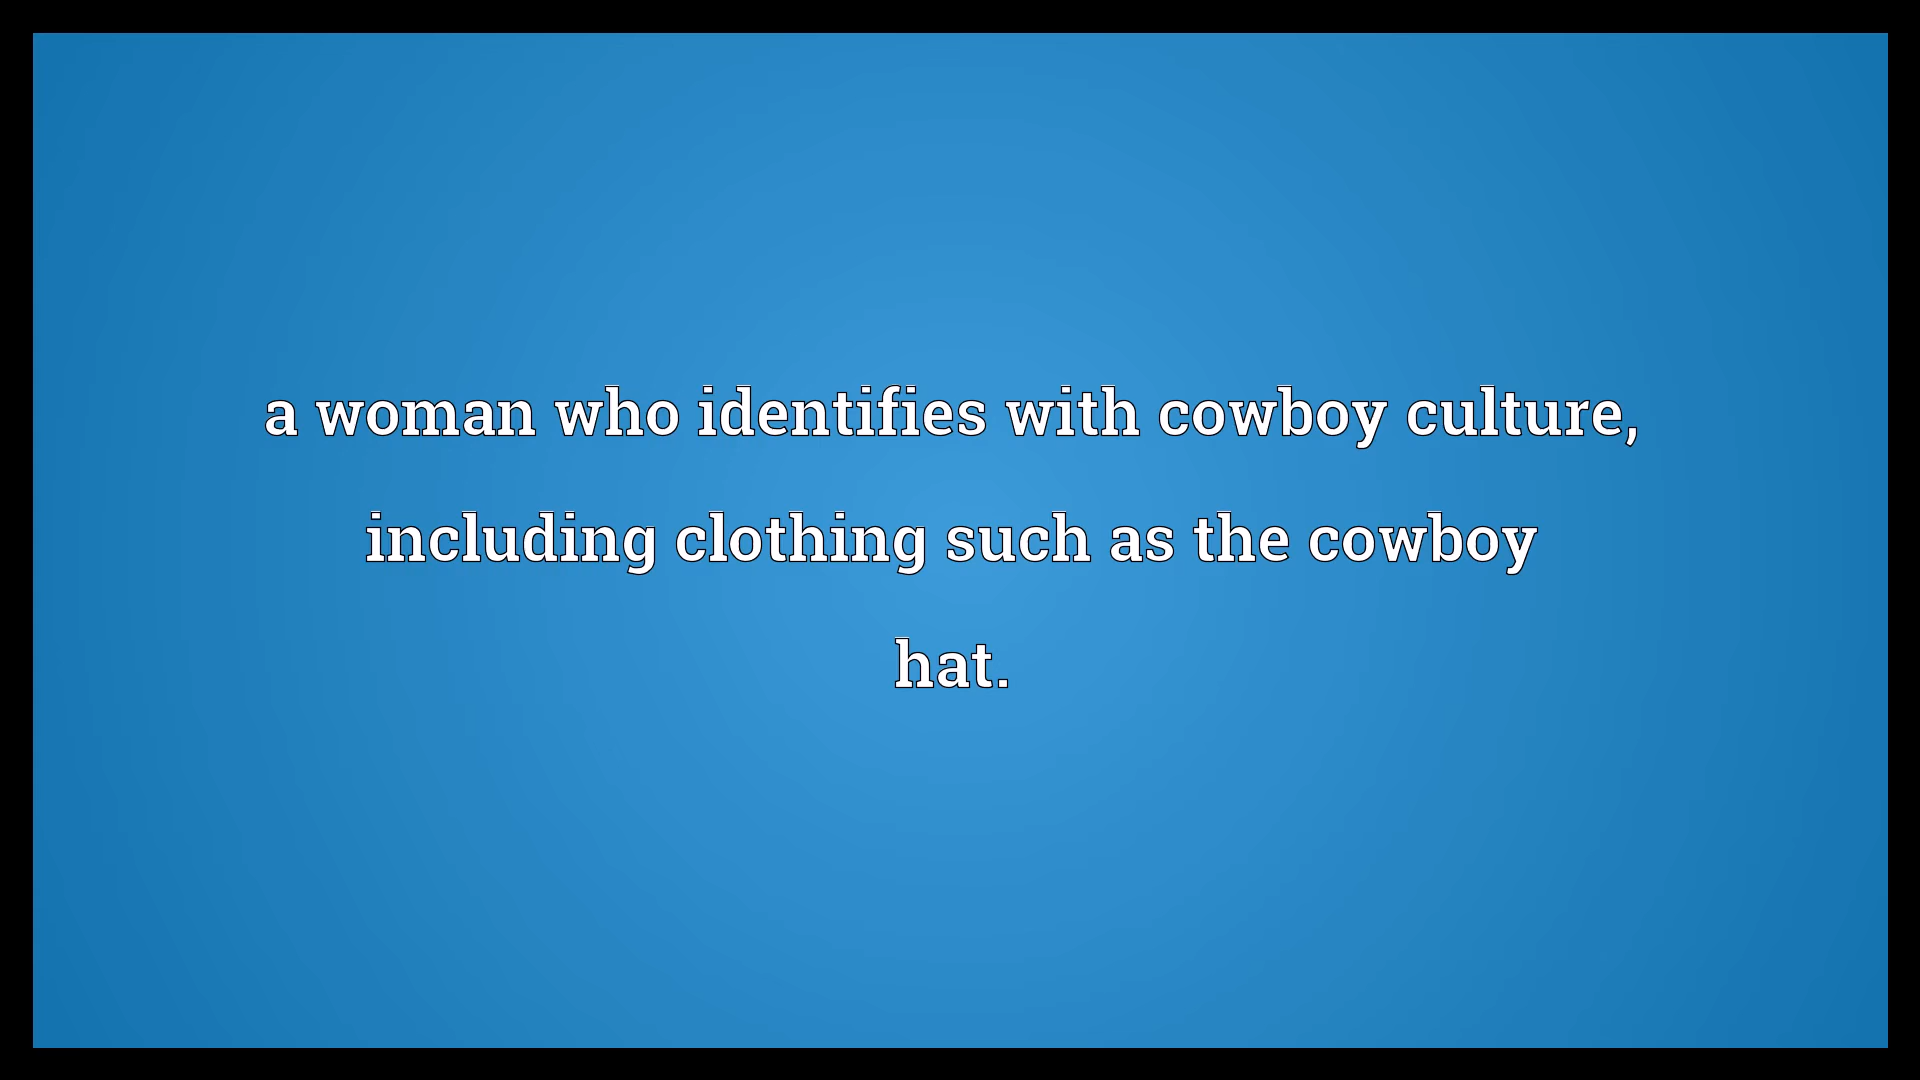 a woman who identifies with cowboy culture,
including clothing such as the cowboy
hat.